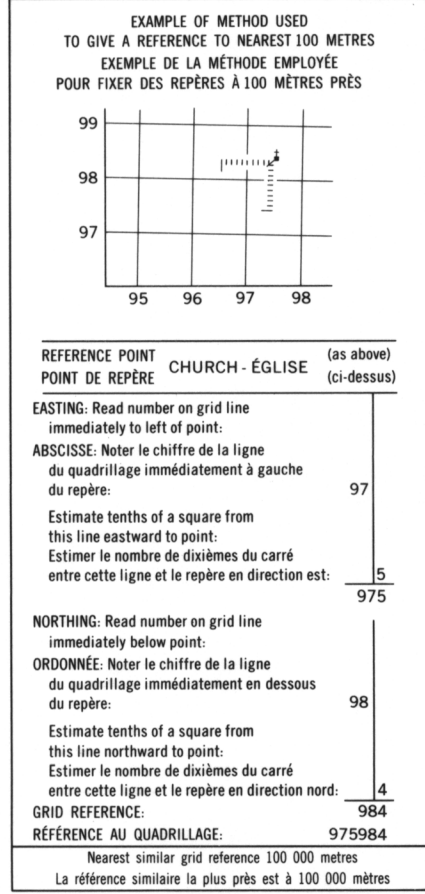 EXAMPLE OF METHOD USED
TO GIVE A REFERENCE TO NEAREST 100 METRES
EXEMPLE DE LA MÉTHODE EMPLOYÉE
POUR FIXER DES REPÈRES À 100 MÈTRES PRÈS
99
98
97
95 96 97 98
REFERENCE POINT
POINT DE REPÈRE
CHURCH - ÉGLISE
(as above)
(ci-dessus)
EASTING: Read number on grid line
immediately to left of point:
ABSCISSE: Noter le chiffre de la ligne
du quadrillage immédiatement à gauche
du repère: 97
Estimate tenths of a square from
this line eastward to point:
Estimer le nombre de dixièmes du carré
entre cette ligne et le repère en direction est: 5
975
NORTHING: Read number on grid line
immediately below point:
ORDONNÉE: Noter le chiffre de la ligne
du quadrillage immédiatement en dessous
du repère: 98
Estimate tenths of a square from
this line northward to point:
Estimer le nombre de dixièmes du carré
entre cette ligne et le repère en direction nord: 4
GRID REFERENCE: 984
RÉFÉRENCE AU QUADRILLAGE: 975984
Nearest similar grid reference 100 000 metres
La référence similaire la plus près est à 100 000 mètres